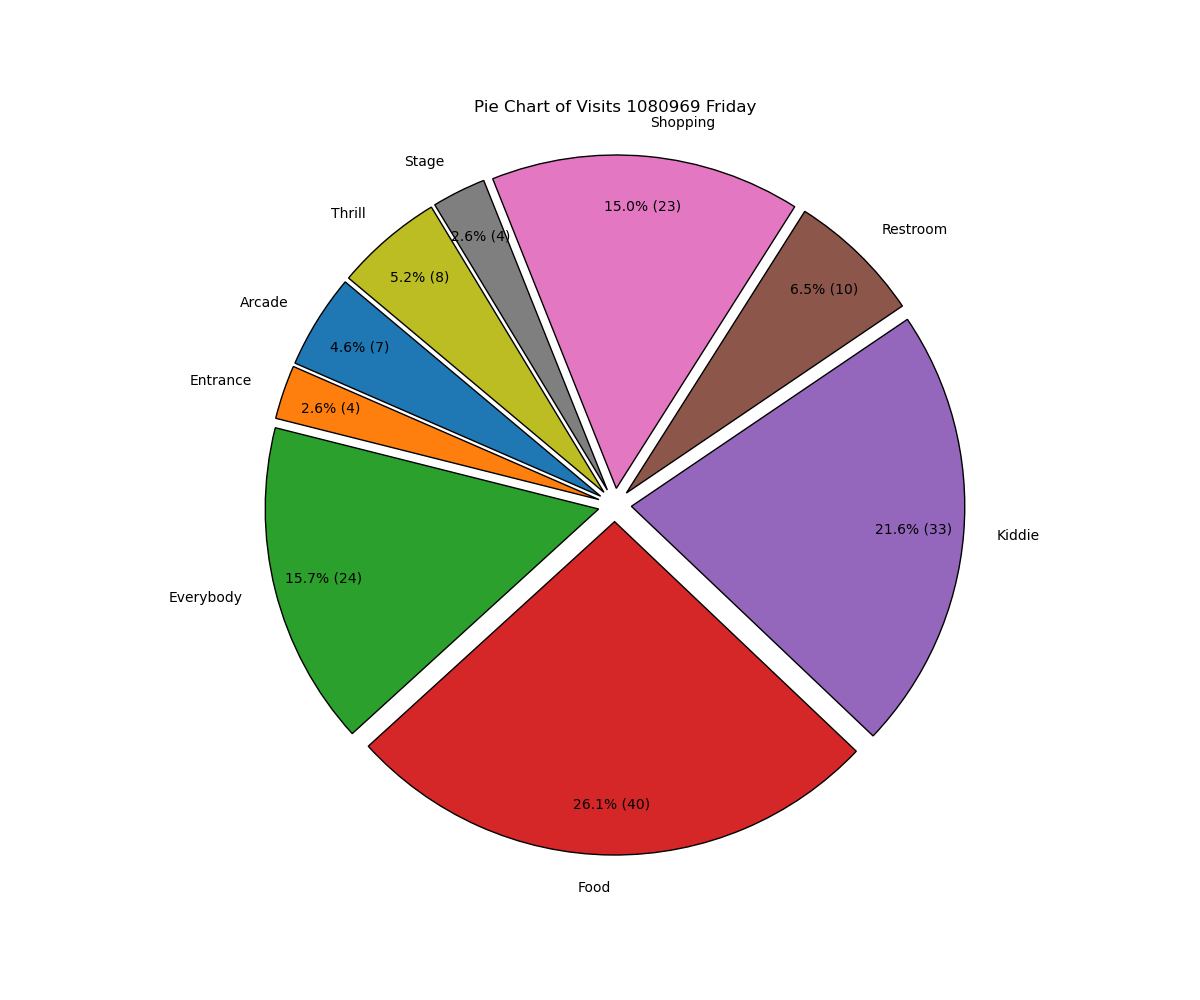 Pie Chart of Visits 1080969 Friday
Shopping
Stage
15.0% (23)
Thrill
Restroom
2.6% (4)
5.2% (8)
6.5% (10)
Arcade
4.6% (7)
Entrance
2.6% (4)
21.6% (33)
Kiddie
15.7% (24)
Everybody
26.1% (40)
Food